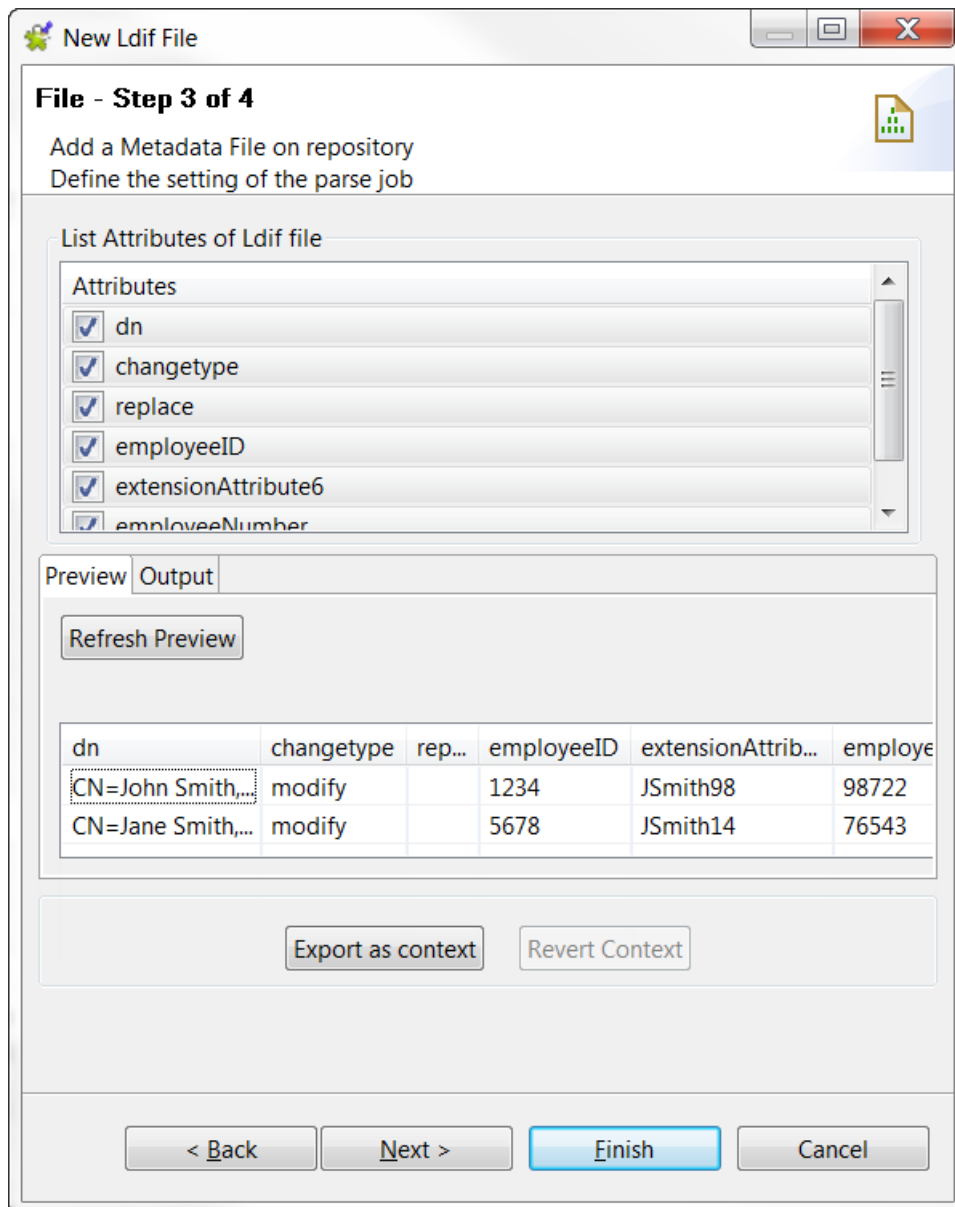 New Ldif File
File - Step 3 of 4
Add a Metadata File on repository
Define the setting of the parse job
List Attributes of Ldif file
Attributes
dn
changetype
replace
employeeID
extensionAttribute6
employeeNumber
Preview Output
Refresh Preview
dn changetype rep... employeeID extensionAttrib... employe
CN=John Smith,... modify 1234 JSmith98 98722
CN=Jane Smith,... modify 5678 JSmith14 76543
Export as context Revert Context
< Back Next > Finish Cancel